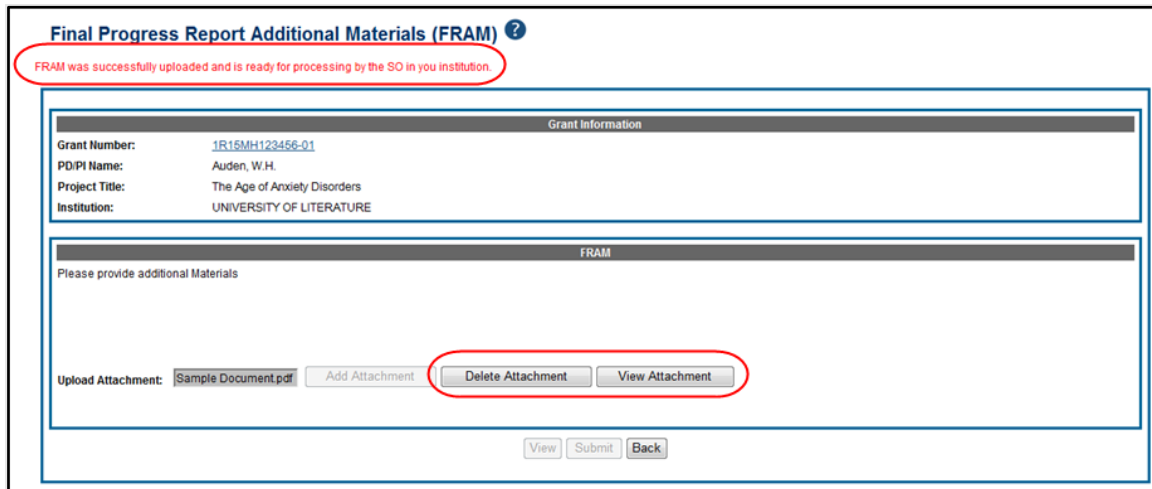 Final Progress Report Additional Materials (FRAM) ?
FRAM was successfully uploaded and is ready for processing by the SO in you institution.
Grant Information
Grant Number: 1R15MH123456-01
PD/PI Name: Auden, W.H.
Project Title: The Age of Anxiety Disorders
Institution: UNIVERSITY OF LITERATURE
FRAM
Please provide additional Materials
Upload Attachment: Sample Document.pdf Add Attachment Delete Attachment View Attachment
View Submit Back